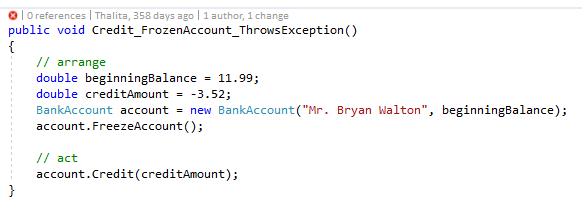 0 references | Thalita, 358 days ago | 1 author, 1 change
public void Credit_FrozenAccount_ThrowsException()
{
// arrange
double beginningBalance = 11.99;
double creditAmount = -3.52;
BankAccount account = new BankAccount("Mr. Bryan Walton", beginningBalance);
account.FreezeAccount();
// act
account.Credit(creditAmount);
}